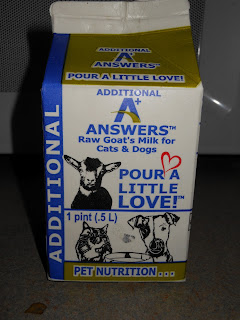 ADDITIONAL
A+
ANSWERS™
POUR A LITTLE LOVE!
ADDITIONAL
ADDITIONAL
A+
ANSWERS™
Raw Goat's Milk for
Cats & Dogs
POUR A
LITTLE
LOVE!™
1 pint (.5 L)
PET NUTRITION...